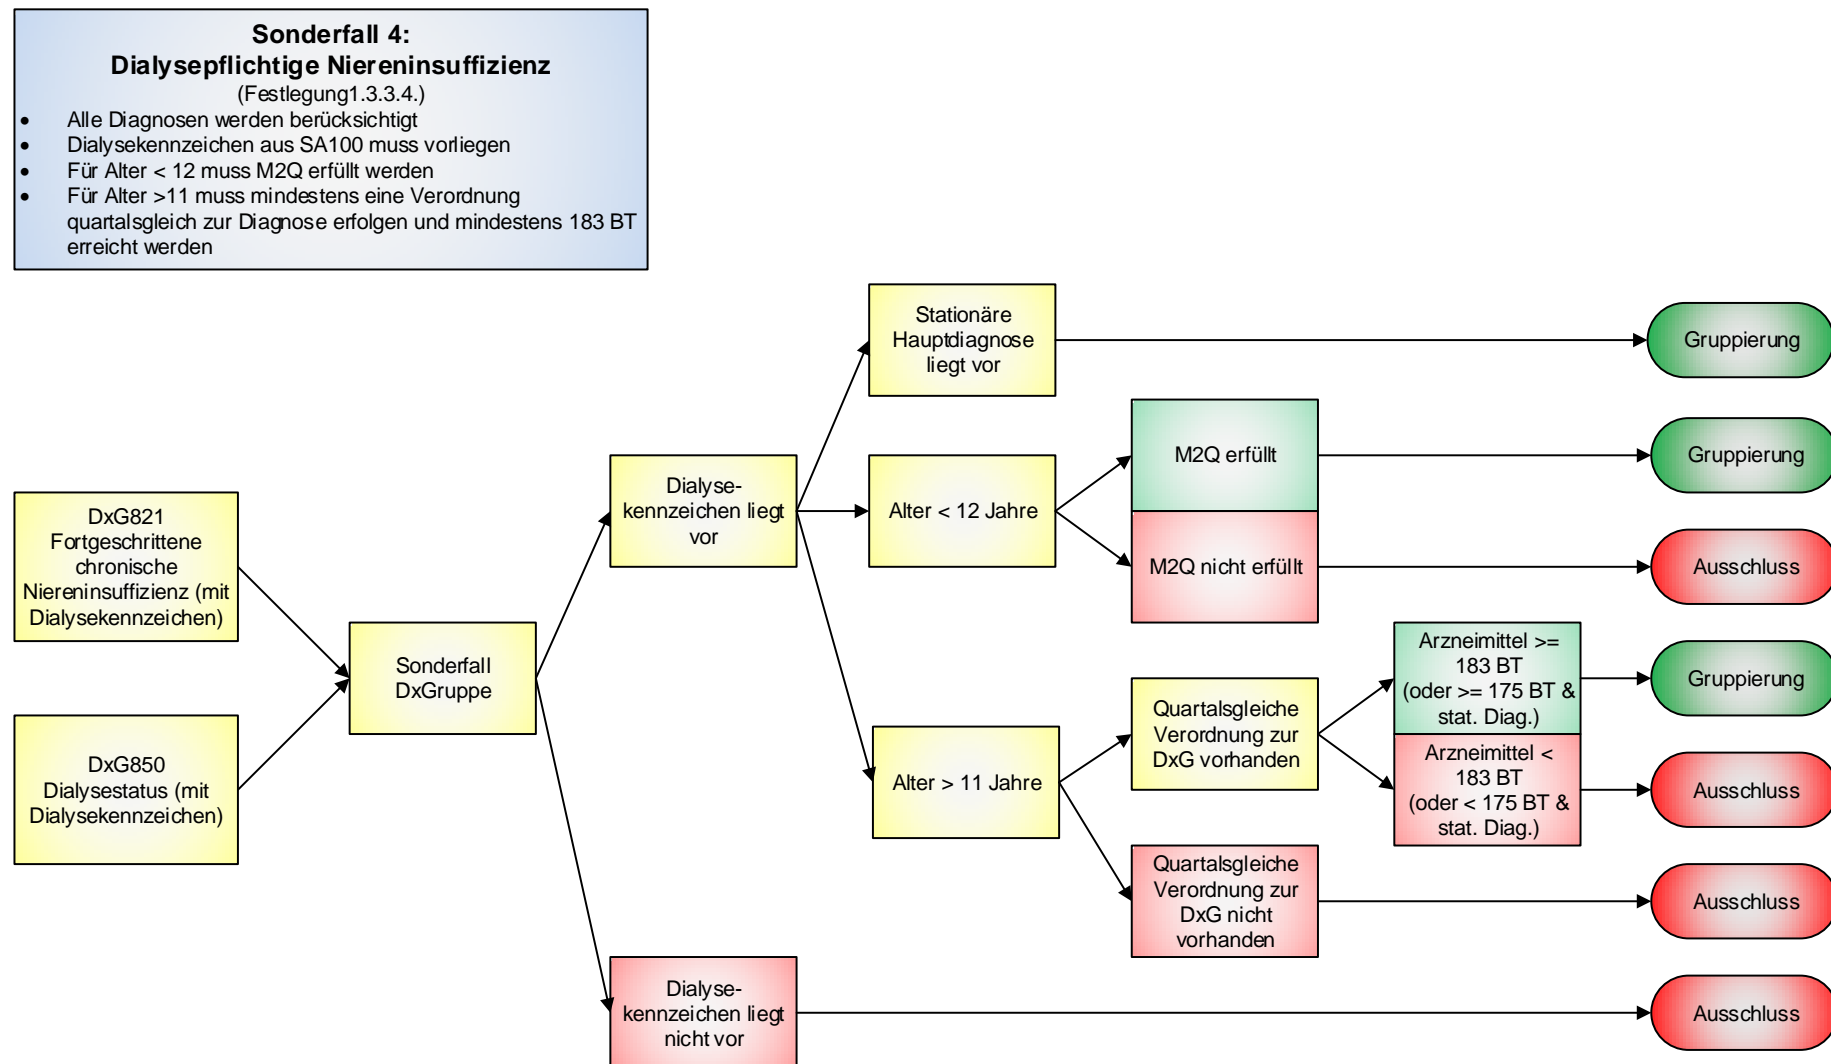 Sonderfall 4:
Dialysepflichtige Niereninsuffizienz
(Festlegung1.3.3.4.)
• Alle Diagnosen werden berücksichtigt
• Dialysekennzeichen aus SA100 muss vorliegen
• Für Alter < 12 muss M2Q erfüllt werden
• Für Alter >11 muss mindestens eine Verordnung
quartalsgleich zur Diagnose erfolgen und mindestens 183 BT
erreicht werden
DxG821
Fortgeschrittene
chronische
Niereninsuffizienz (mit
Dialysekennzeichen)
DxG850
Dialysestatus (mit
Dialysekennzeichen)
Sonderfall
DxGruppe
Dialyse-
kennzeichen liegt
vor
Dialyse-
kennzeichen liegt
nicht vor
Stationäre
Hauptdiagnose
liegt vor
Alter < 12 Jahre
Alter > 11 Jahre
M2Q erfüllt
M2Q nicht erfüllt
Quartalsgleiche
Verordnung zur
DxG vorhanden
Quartalsgleiche
Verordnung zur
DxG nicht
vorhanden
Arzneimittel >=
183 BT
(oder >= 175 BT &
stat. Diag.)
Arzneimittel <
183 BT
(oder < 175 BT &
stat. Diag.)
Gruppierung
Gruppierung
Ausschluss
Gruppierung
Ausschluss
Ausschluss
Ausschluss